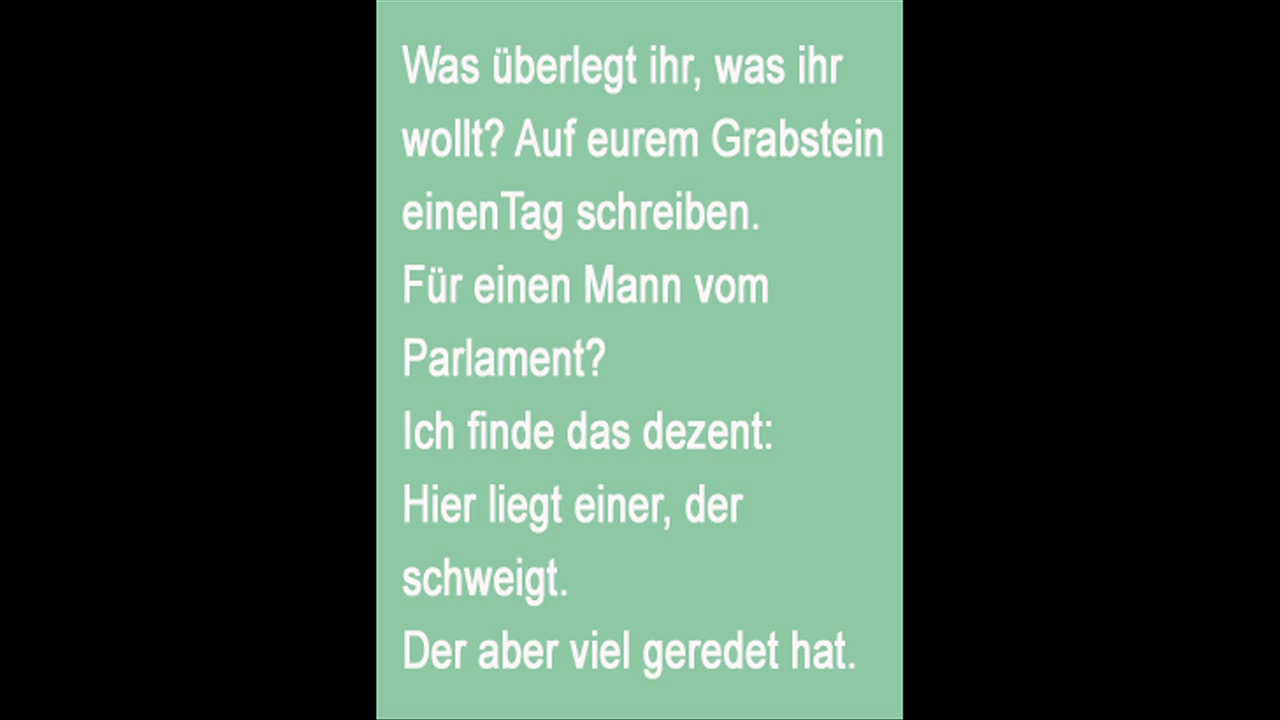 Was überlegt ihr, was ihr
wollt? Auf eurem Grabstein
einenTag schreiben.
Für einen Mann vom
Parlament?
Ich finde das dezent:
Hier liegt einer, der
schweigt.
Der aber viel geredet hat.